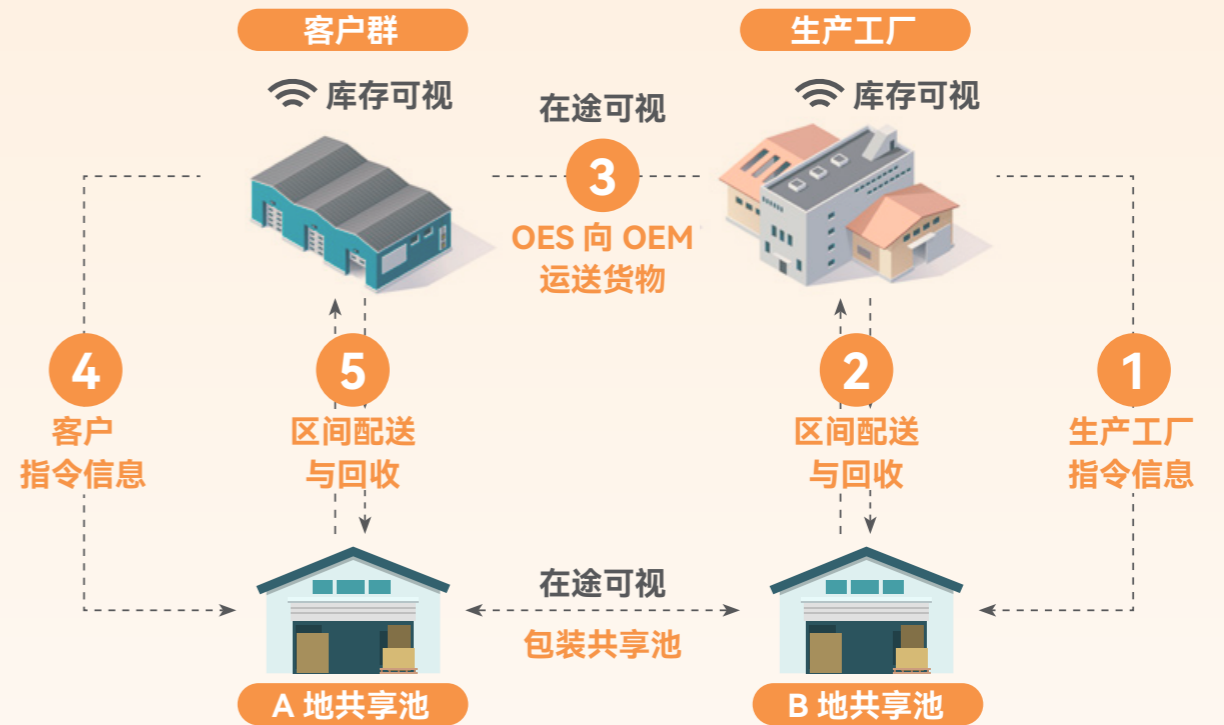 客户群
生产工厂
库存可视
库存可视
在途可视
3
OES 向 OEM
运送货物
4
客户
指令信息
5
区间配送
与回收
2
区间配送
与回收
1
生产工厂
指令信息
在途可视
包装共享池
A 地共享池
B 地共享池